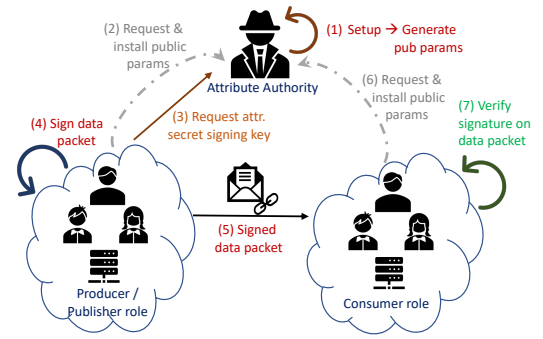 (1) Setup → Generate
pub params
(2) Request &
install public
params
Attribute Authority
(3) Request attr.
secret signing key
(4) Sign data
packet
(5) Signed
data packet
(6) Request &
install public
params
(7) Verify
signature on
data packet
Producer /
Publisher role
Consumer role